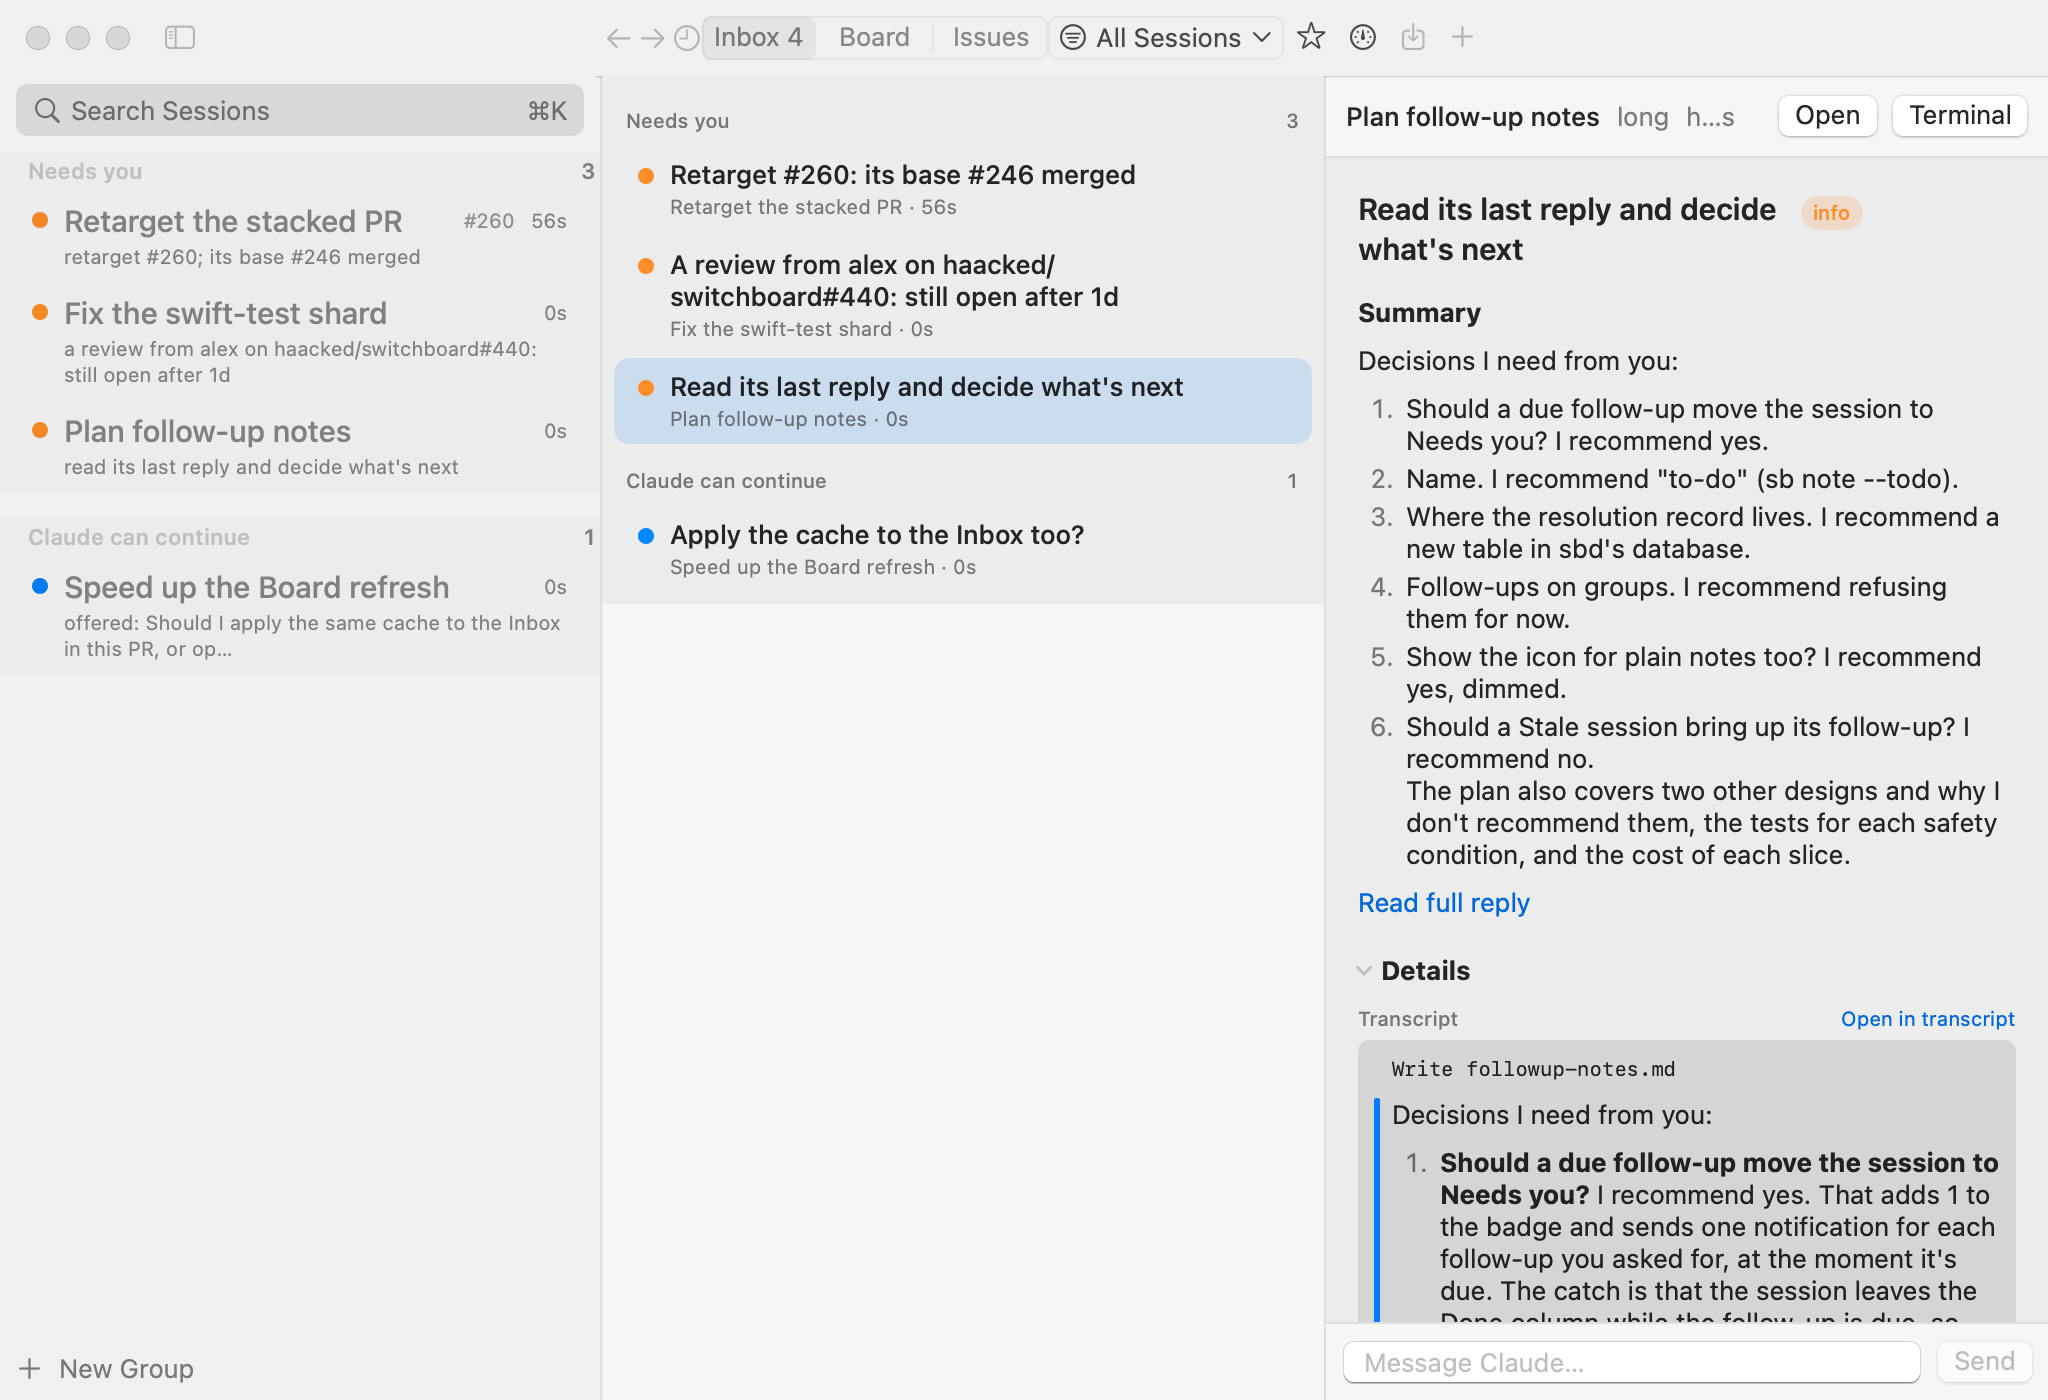 Inbox 4
Board
Issues
All Sessions
Search Sessions
⌘K
Needs you
3
Retarget the stacked PR
#260
56s
retarget #260; its base #246 merged
Fix the swift-test shard
0s
a review from alex on haacked/switchboard#440:
still open after 1d
Plan follow-up notes
0s
read its last reply and decide what's next
Claude can continue
1
Speed up the Board refresh
0s
offered: Should I apply the same cache to the Inbox
in this PR, or op…
New Group
Needs you
3
Retarget #260: its base #246 merged
Retarget the stacked PR · 56s
A review from alex on haacked/
switchboard#440: still open after 1d
Fix the swift-test shard · 0s
Read its last reply and decide what's next
Plan follow-up notes · 0s
Claude can continue
1
Apply the cache to the Inbox too?
Speed up the Board refresh · 0s
Plan follow-up notes
long
h…s
Open
Terminal
Read its last reply and decide
what's next
info
Summary
Decisions I need from you:
1. Should a due follow-up move the session to
Needs you? I recommend yes.
2. Name. I recommend "to-do" (sb note --todo).
3. Where the resolution record lives. I recommend a
new table in sbd's database.
4. Follow-ups on groups. I recommend refusing
them for now.
5. Show the icon for plain notes too? I recommend
yes, dimmed.
6. Should a Stale session bring up its follow-up? I
recommend no.
The plan also covers two other designs and why I
don't recommend them, the tests for each safety
condition, and the cost of each slice.
Read full reply
Details
Transcript
Open in transcript
Write followup-notes.md
Decisions I need from you:
1. Should a due follow-up move the session to
Needs you? I recommend yes. That adds 1 to
the badge and sends one notification for each
follow-up you asked for, at the moment it's
due. The catch is that the session leaves the
Done column while the follow-up is due, so
Message Claude...
Send